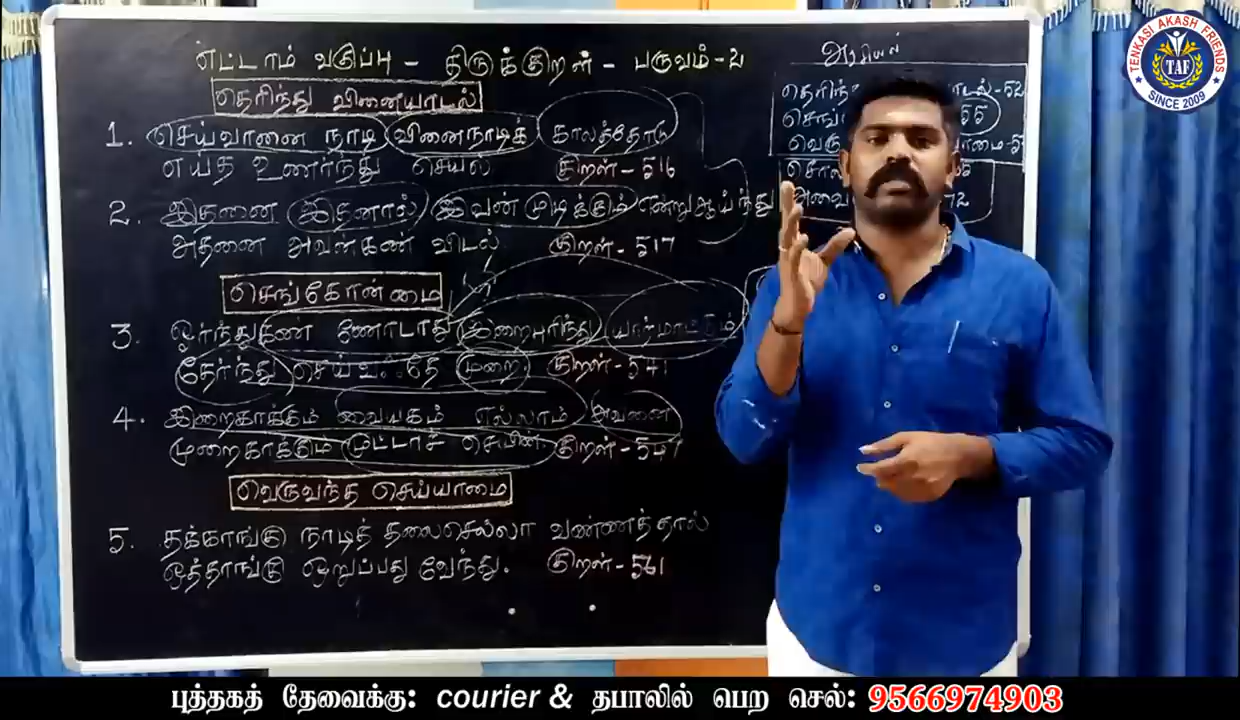 எட்டாம் வகுப்பு - திருக்குறள் - பருவம் - 2
தெரிந்து வினையாடல்
1. செய்வானை நாடி வினைநாடிக் காலத்தோடு
எய்த உணர்ந்து செயல் குறள் - 516
2. இதனை இதனால் இவன் முடிக்கும் என்று ஆய்ந்து
அதனை அவன்கண் விடல் குறள் - 517
செங்கோன்மை
3. ஓர்ந்துகண் ணோடாது இறைபுரிந்து யார்மாட்டும்
தேர்ந்து செய்வஃதே முறை. குறள் - 541
4. இறைகாக்கும் வையகம் எல்லாம் அவனை
முறைகாக்கும் முட்டாச் செயின். குறள் - 547
வெருவந்த செய்யாமை
5. தக்காங்கு நாடித் தலைசெல்லா வண்ணத் தால்
ஒத்தாங்கு ஒறுப்பது வேந்து. குறள் - 561
அரசியல்
TENKASI AKASH FRIENDS
TAF
SINCE 2009
புத்தகத் தேவைக்கு: courier & தபாலில் பெற செல்: 9566974903